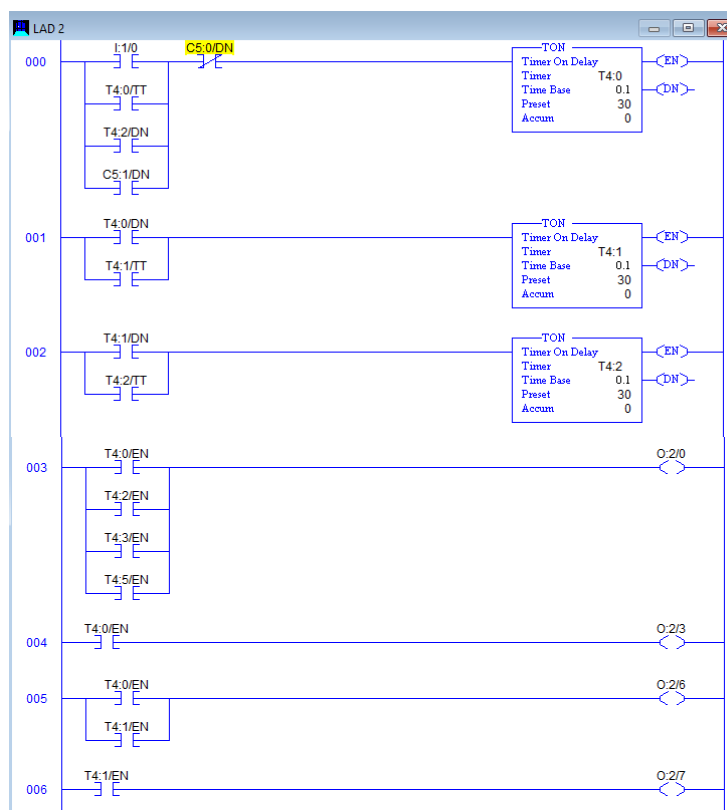 LAD 2
I:1/0 C5:0/DN
000
T4:0/TT
T4:2/DN
C5:1/DN
TON
Timer On Delay
Timer T4:0
Time Base 0.1
Preset 30
Accum 0
EN
DN
T4:0/DN
001
T4:1/TT
TON
Timer On Delay
Timer T4:1
Time Base 0.1
Preset 30
Accum 0
EN
DN
T4:1/DN
002
T4:2/TT
TON
Timer On Delay
Timer T4:2
Time Base 0.1
Preset 30
Accum 0
EN
DN
T4:0/EN O:2/0
003
T4:2/EN
T4:3/EN
T4:5/EN
T4:0/EN O:2/3
004
T4:0/EN O:2/6
005
T4:1/EN
T4:1/EN O:2/7
006